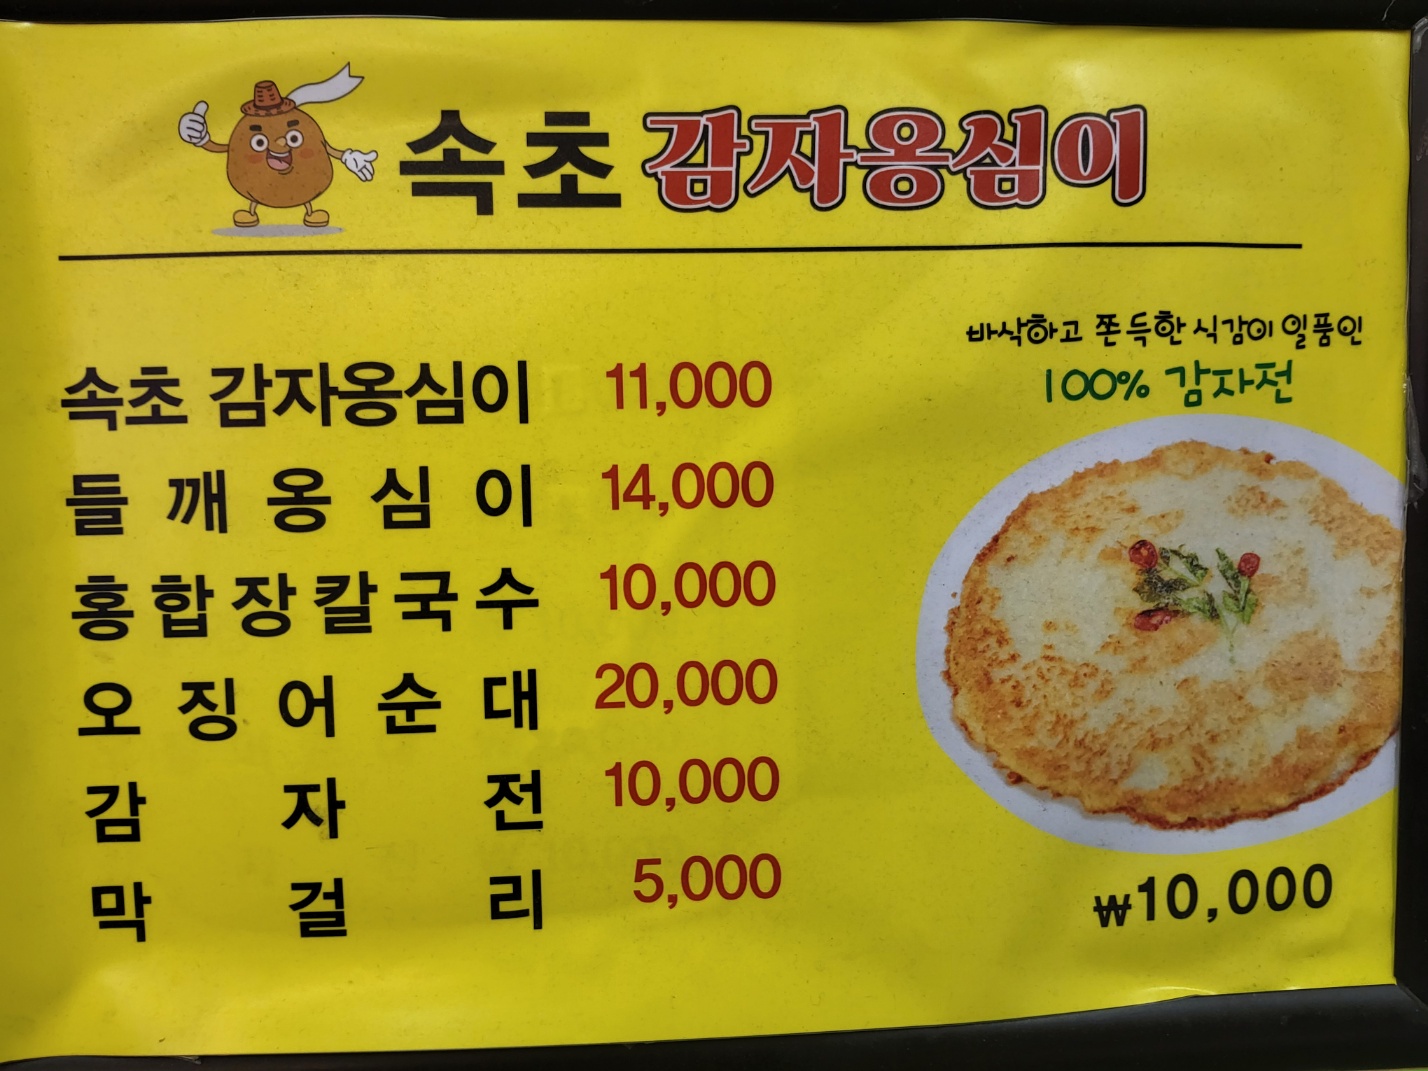 속초 감자옹심이
속초 감자옹심이 11,000
들깨옹심이 14,000
홍합장칼국수 10,000
오징어순대 20,000
감자전 10,000
막걸리 5,000
바삭하고 쫀득한 식감이 일품인
100% 감자전
₩10,000